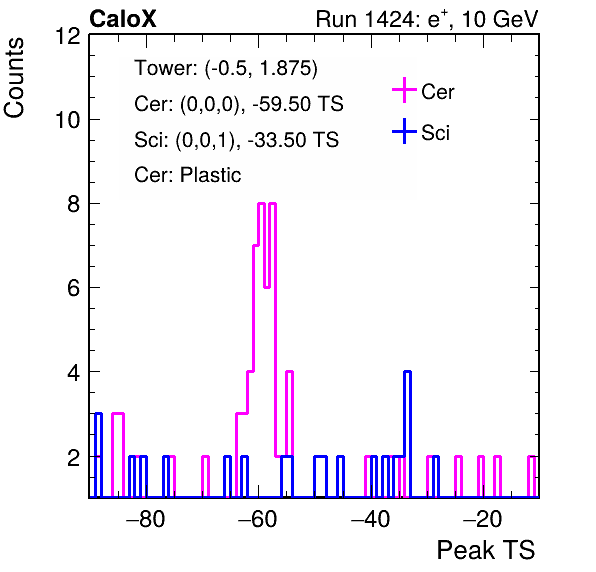 CaloX Run 1424: e⁺, 10 GeV
Counts
12
10
8
6
4
2
Tower: (-0.5, 1.875)
Cer: (0,0,0), -59.50 TS
Sci: (0,0,1), -33.50 TS
Cer: Plastic
Cer
Sci
−80 −60 −40 −20
Peak TS